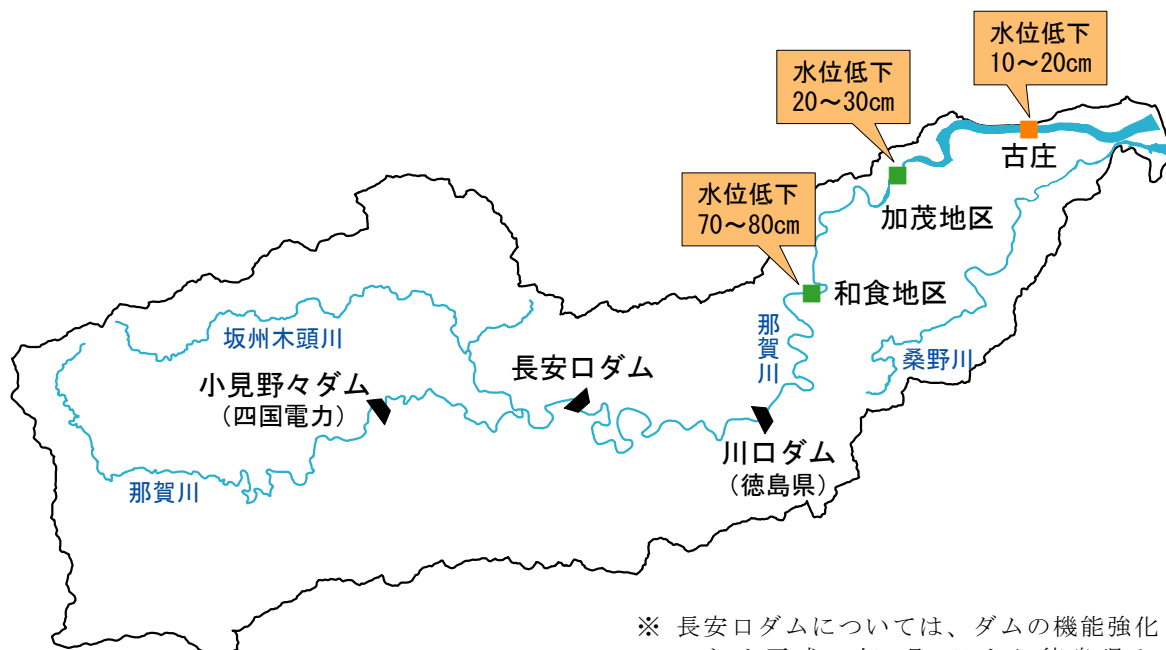 水位低下
10～20cm
水位低下
20～30cm
古庄
水位低下
70～80cm
加茂地区
和食地区
那賀川
坂州木頭川
長安口ダム
桑野川
小見野々ダム
（四国電力）
川口ダム
（徳島県）
那賀川
※ 長安口ダムについては、ダムの機能強化